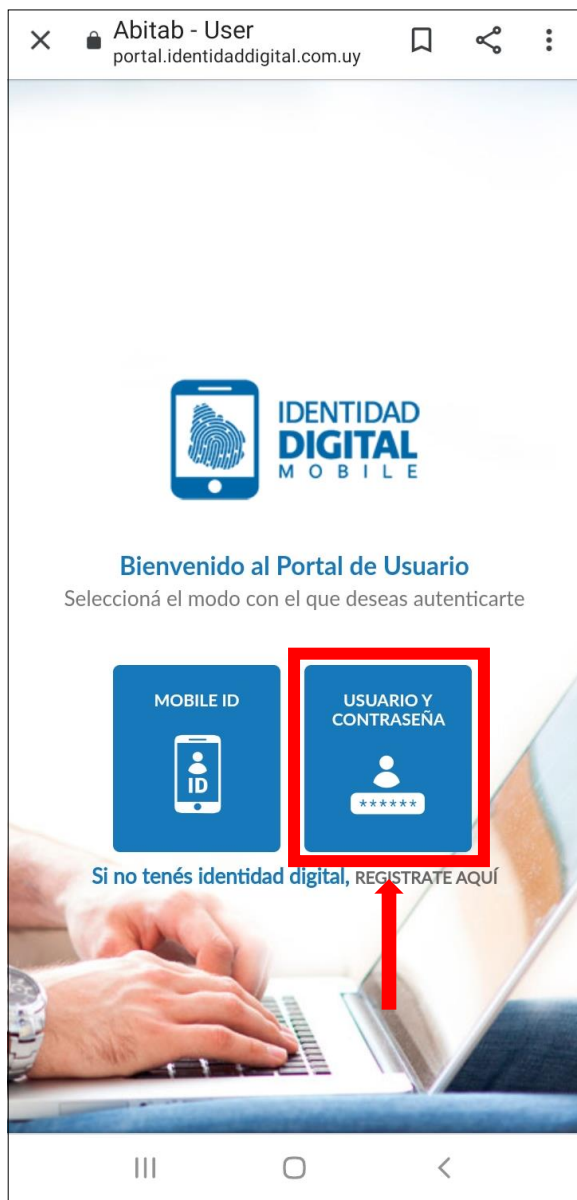 Abitab - User
portal.identidaddigital.com.uy
IDENTIDAD
DIGITAL
MOBILE
Bienvenido al Portal de Usuario
Seleccioná el modo con el que deseas autenticarte
MOBILE ID
ID
USUARIO Y
CONTRASEÑA
******
Si no tenés identidad digital, REGISTRATE AQUÍ